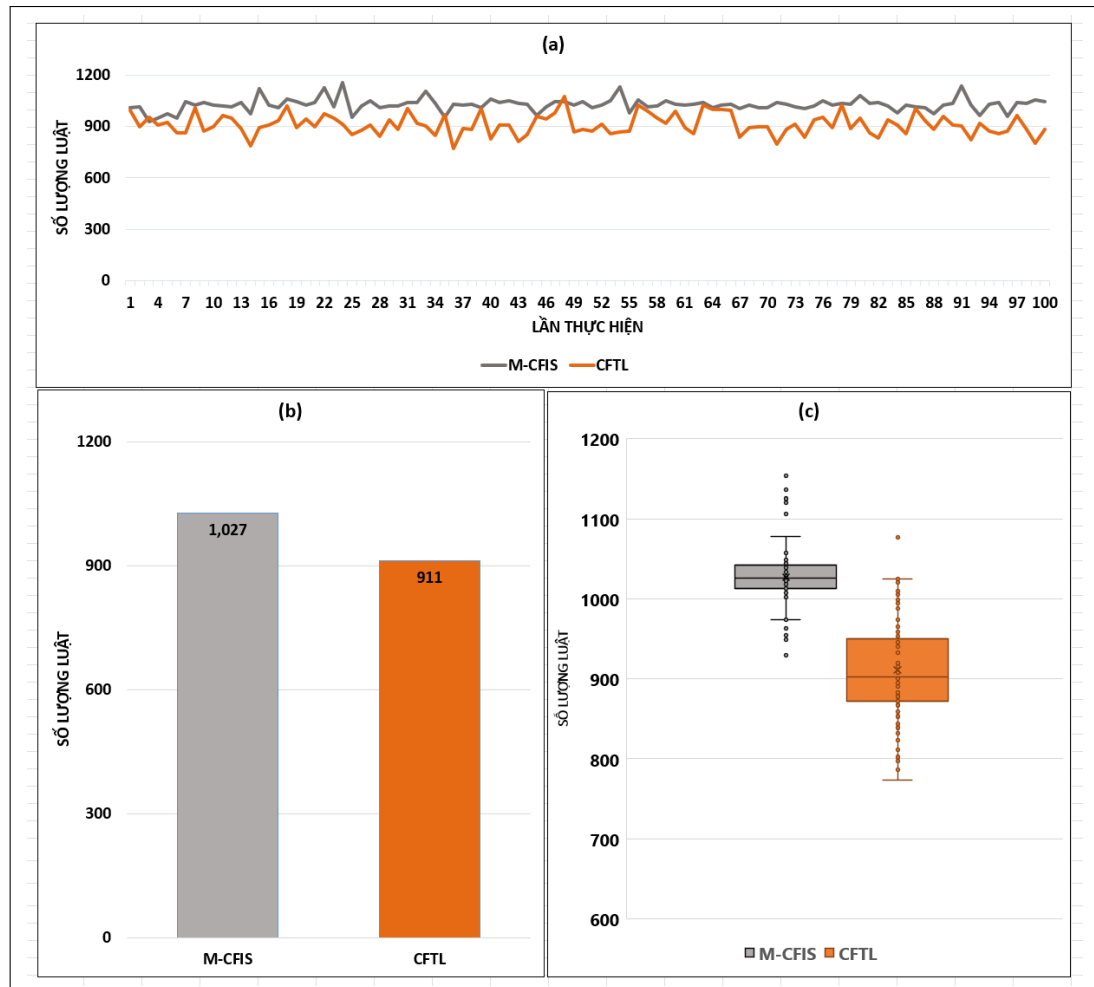 (a)
1200
900
600
300
0
SỐ LƯỢNG LUẬT
1 4 7 10 13 16 19 22 25 28 31 34 37 40 43 46 49 52 55 58 61 64 67 70 73 76 79 82 85 88 91 94 97 100
LẦN THỰC HIỆN
M-CFIS CFTL
(b)
1200
900
600
300
0
SỐ LƯỢNG LUẬT
1,027
911
M-CFIS CFTL
(c)
1200
1100
1000
900
800
700
600
SỐ LƯỢNG LUẬT
M-CFIS CFTL